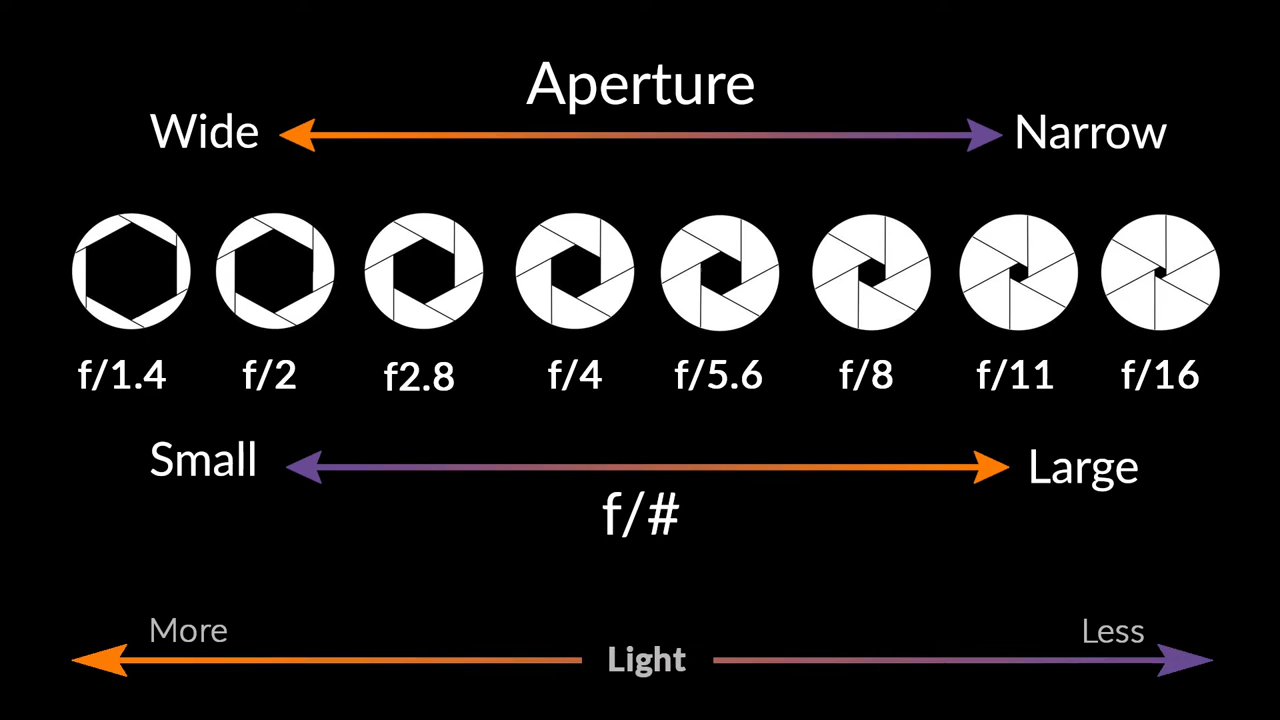 Aperture
Wide
Narrow
f/1.4
f/2
f2.8
f/4
f/5.6
f/8
f/11
f/16
Small
Large
f/#
More
Less
Light